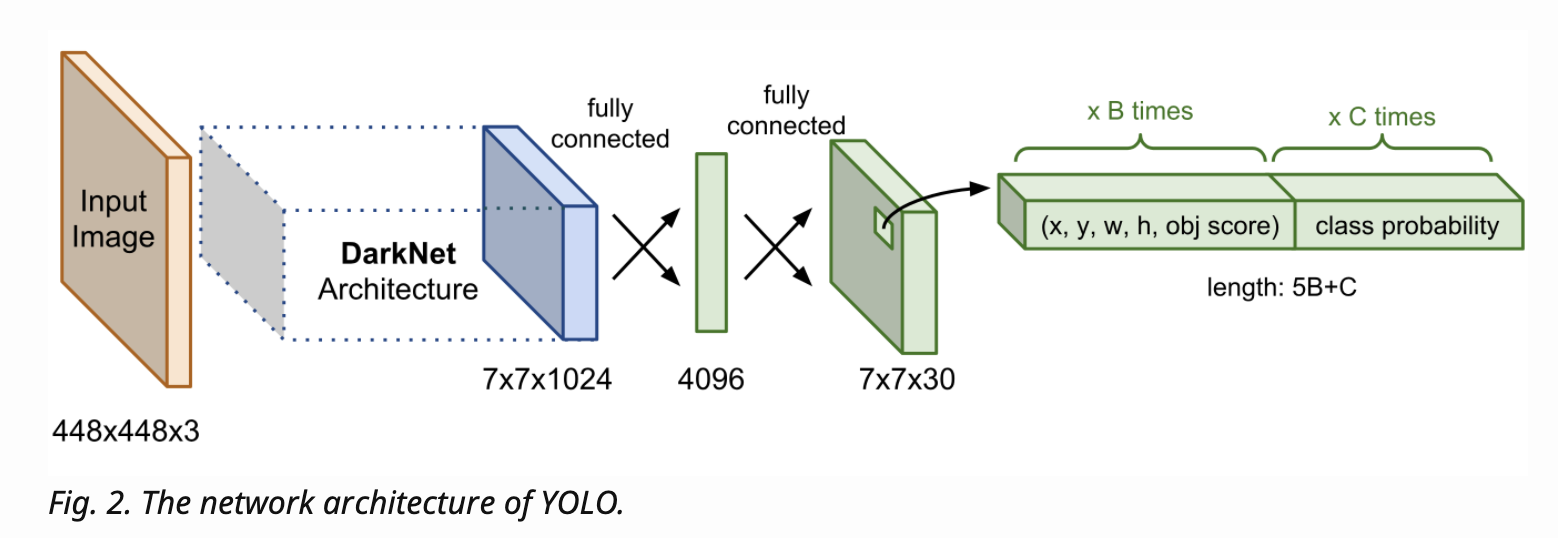 Input
Image
448x448x3
DarkNet
Architecture
7x7x1024
fully
connected
4096
fully
connected
7x7x30
x B times
x C times
(x, y, w, h, obj score)
class probability
length: 5B+C
Fig. 2. The network architecture of YOLO.